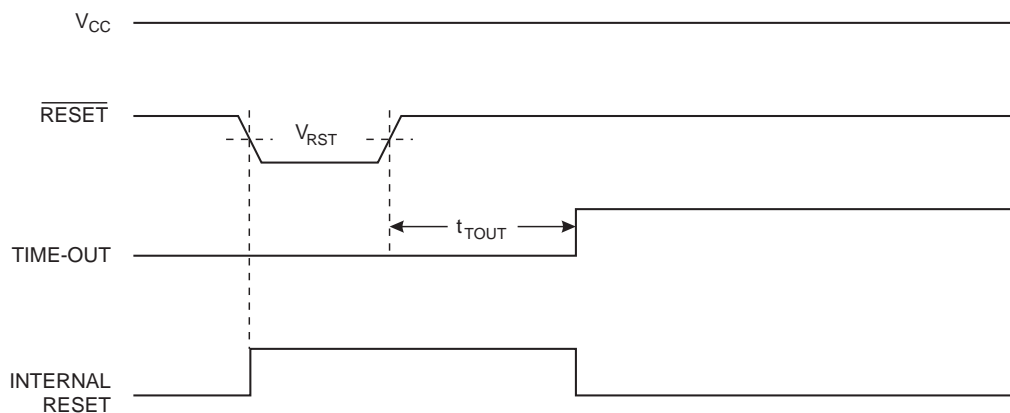 VCC
RESET
VRST
tTOUT
TIME-OUT
INTERNAL
RESET